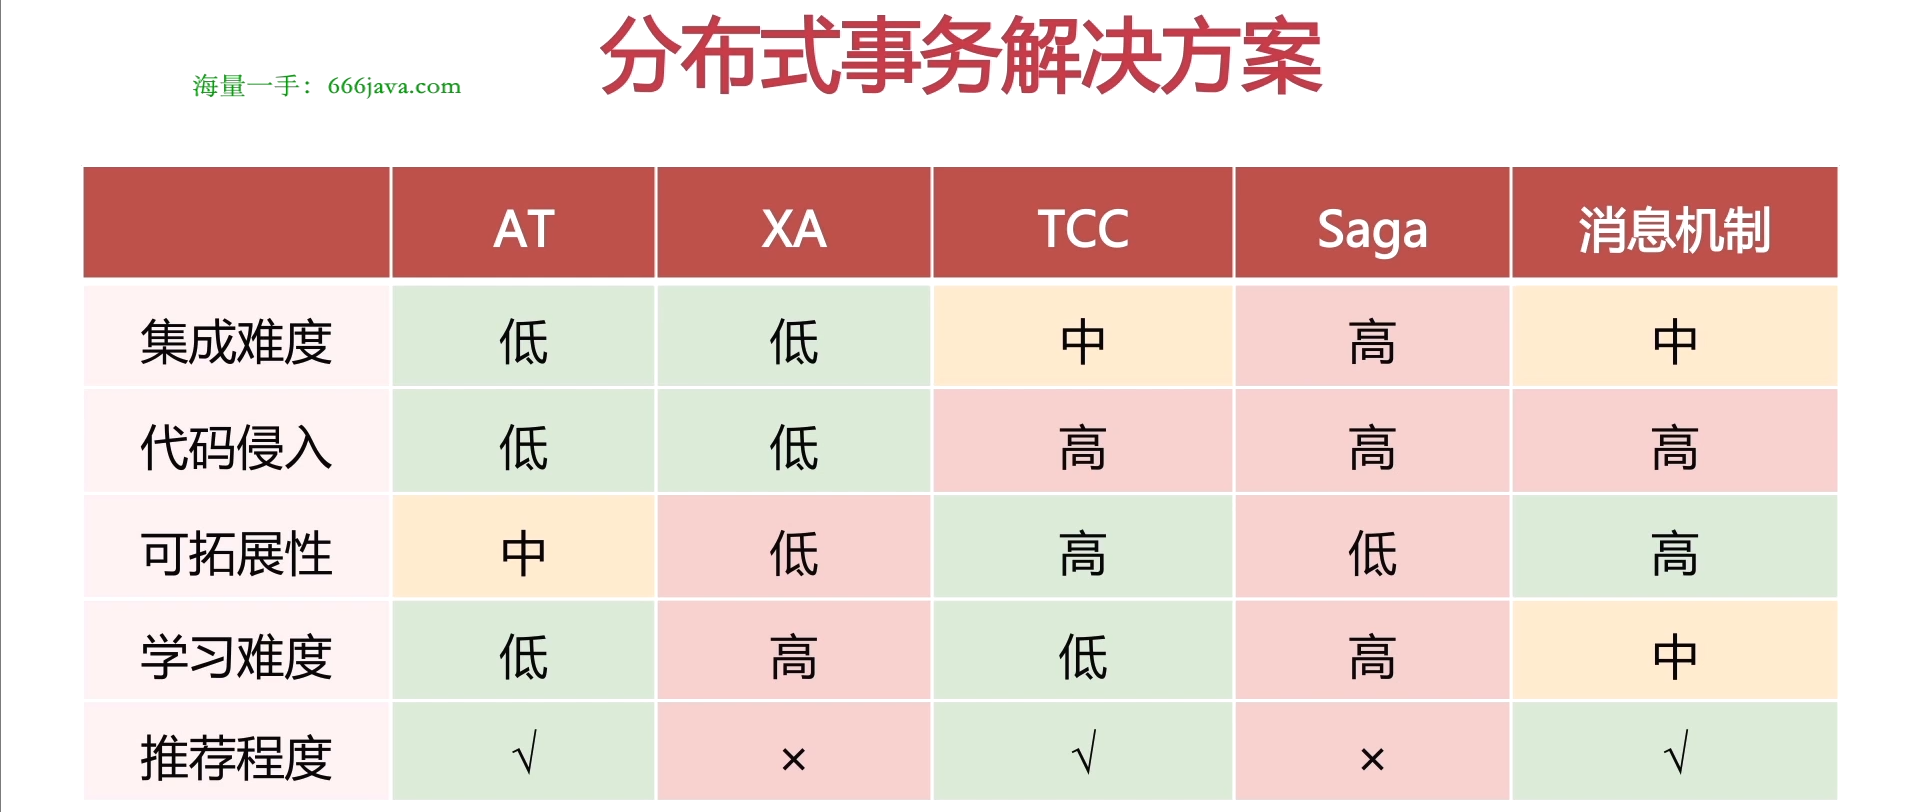 分布式事务解决方案
海量一手：666java.com
AT XA TCC Saga 消息机制
集成难度 低 低 中 高 中
代码侵入 低 低 高 高 高
可拓展性 中 低 高 低 高
学习难度 低 高 低 高 中
推荐程度 √ × √ × √